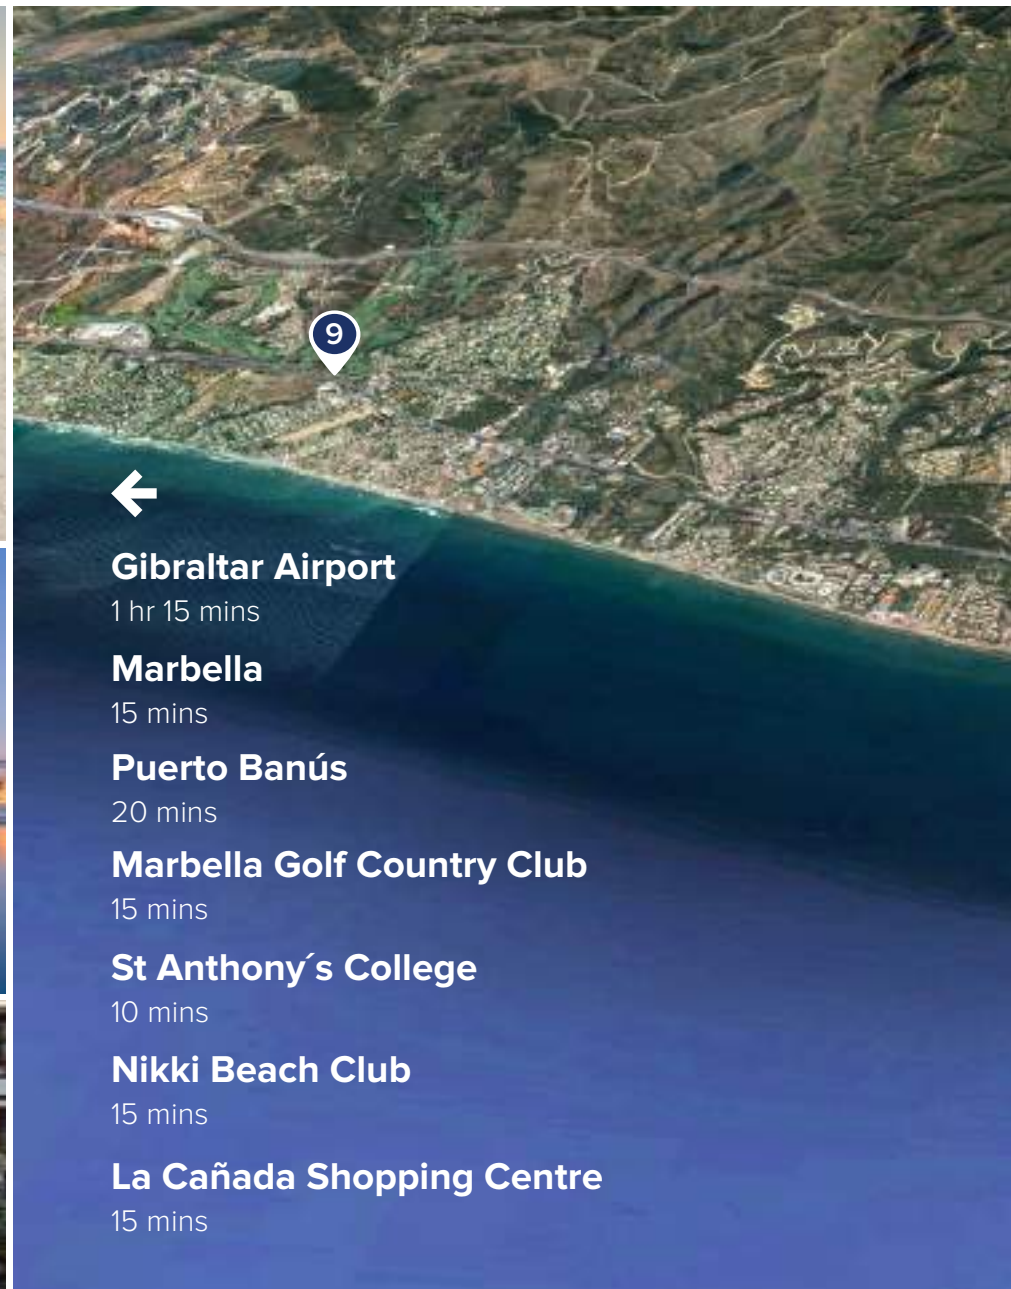 9
Gibraltar Airport
1 hr 15 mins
Marbella
15 mins
Puerto Banús
20 mins
Marbella Golf Country Club
15 mins
St Anthony´s College
10 mins
Nikki Beach Club
15 mins
La Cañada Shopping Centre
15 mins